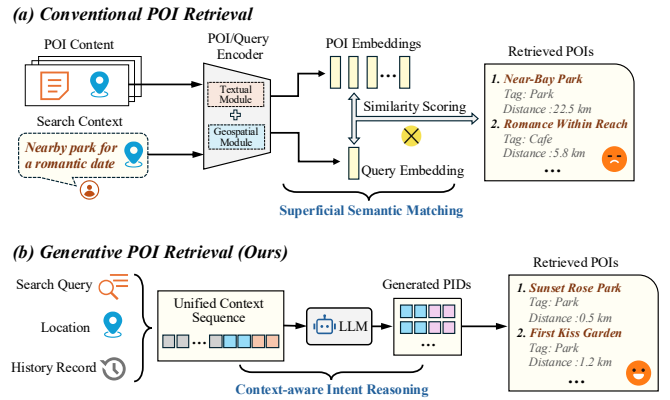 (a) Conventional POI Retrieval
POI Content
POI/Query
Encoder
POI Embeddings
Retrieved POIs
Textual
Module
+
Geospatial
Module
Search Context
Nearby park for
a romantic date
Similarity Scoring
Query Embedding
Superficial Semantic Matching
1. Near-Bay Park
Tag: Park
Distance :22.5 km
2. Romance Within Reach
Tag: Cafe
Distance :5.8 km
...
(b) Generative POI Retrieval (Ours)
Search Query
Location
History Record
Unified Context
Sequence
...
LLM
Generated PIDs
...
Context-aware Intent Reasoning
Retrieved POIs
1. Sunset Rose Park
Tag: Park
Distance :0.5 km
2. First Kiss Garden
Tag: Park
Distance :1.2 km
...